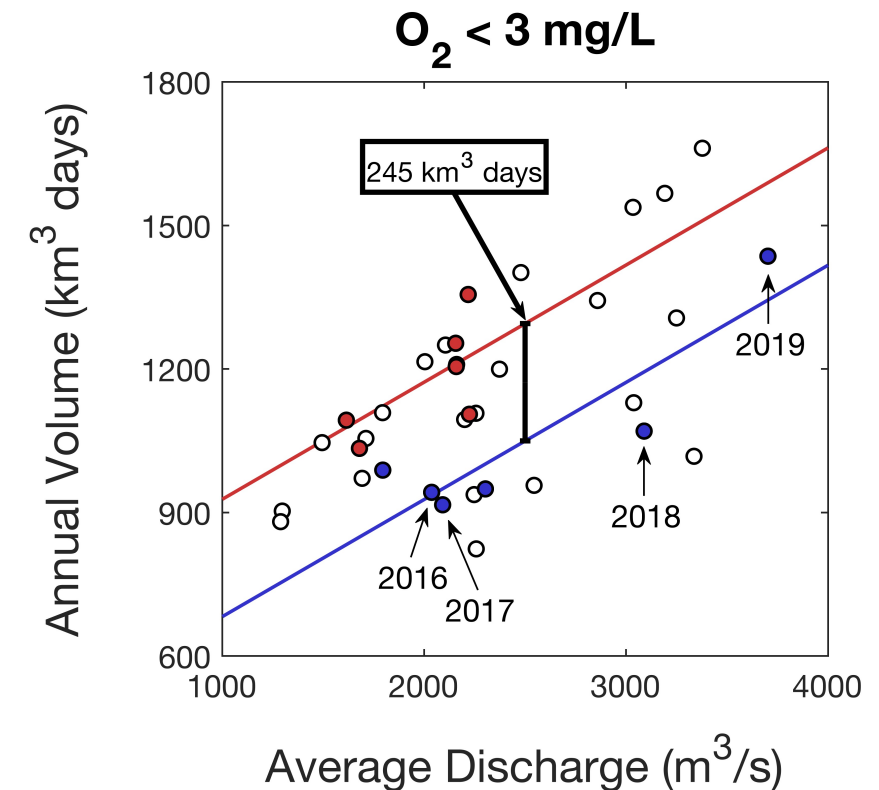 O₂ < 3 mg/L
Annual Volume (km³ days)
1800
1500
1200
900
600
245 km³ days
2019
2018
2016
2017
1000 2000 3000 4000
Average Discharge (m³/s)